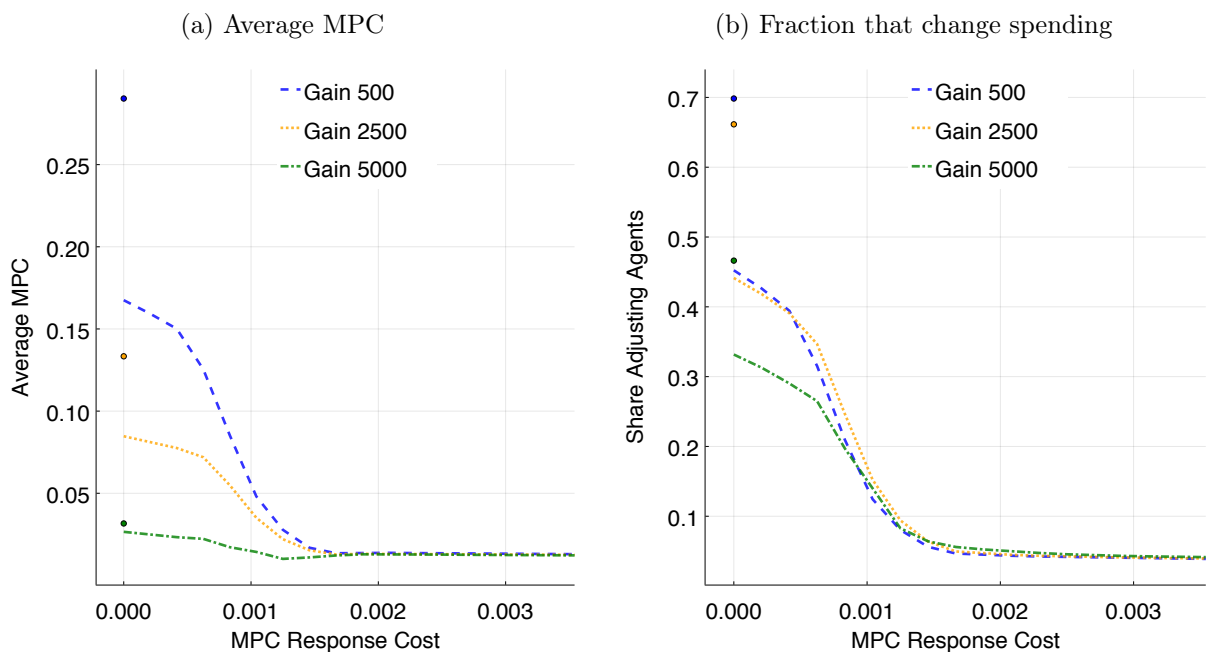 (a) Average MPC
Gain 500
Gain 2500
Gain 5000
0.25
0.20
0.15
0.10
0.05
Average MPC
0.000 0.001 0.002 0.003
MPC Response Cost
(b) Fraction that change spending
Gain 500
Gain 2500
Gain 5000
0.7
0.6
0.5
0.4
0.3
0.2
0.1
Share Adjusting Agents
0.000 0.001 0.002 0.003
MPC Response Cost